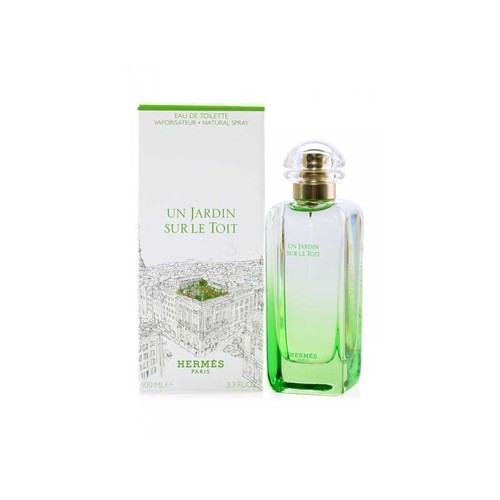 EAU DE TOILETTE
VAPORISATEUR • NATURAL SPRAY
UN JARDIN
SUR LE TOIT
HERMÈS
PARIS
100 ML ℮
3.3 FL.OZ
UN JARDIN
SUR LE TOIT
HERMÈS